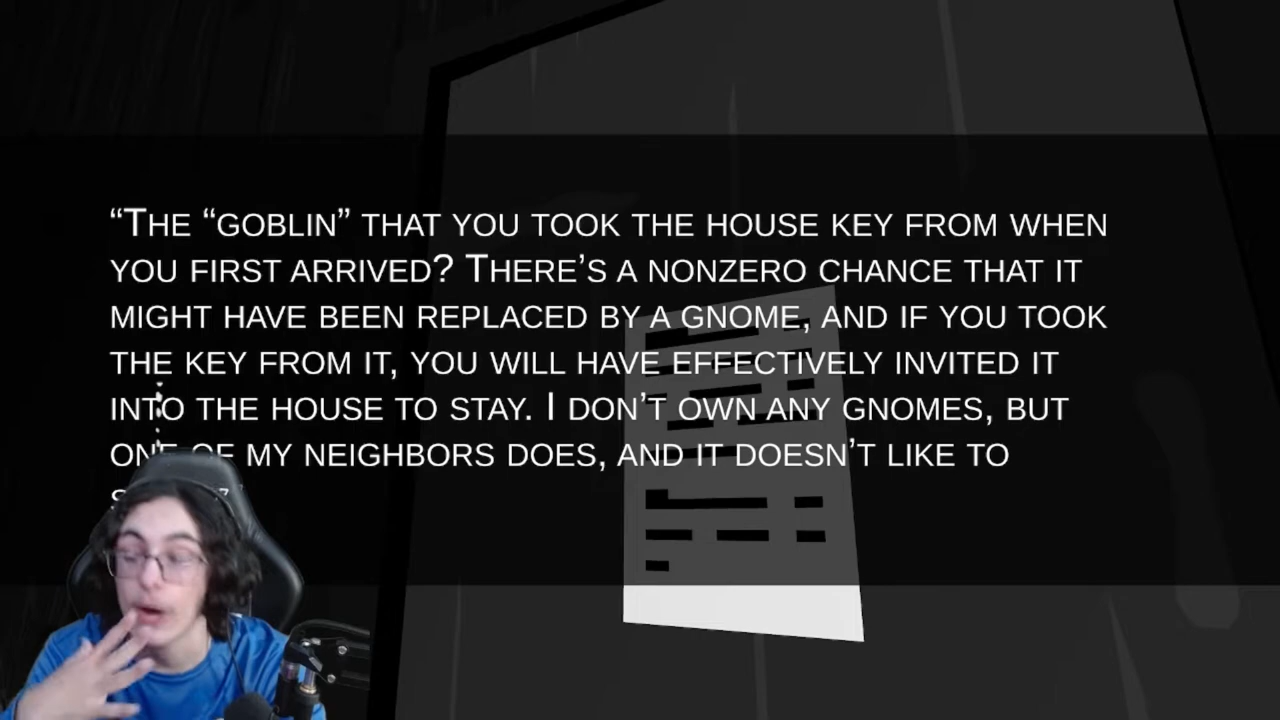 “The “goblin” that you took the house key from when
you first arrived? There’s a nonzero chance that it
might have been replaced by a gnome, and if you took
the key from it, you will have effectively invited it
into the house to stay. I don’t own any gnomes, but
one of my neighbors does, and it doesn’t like to